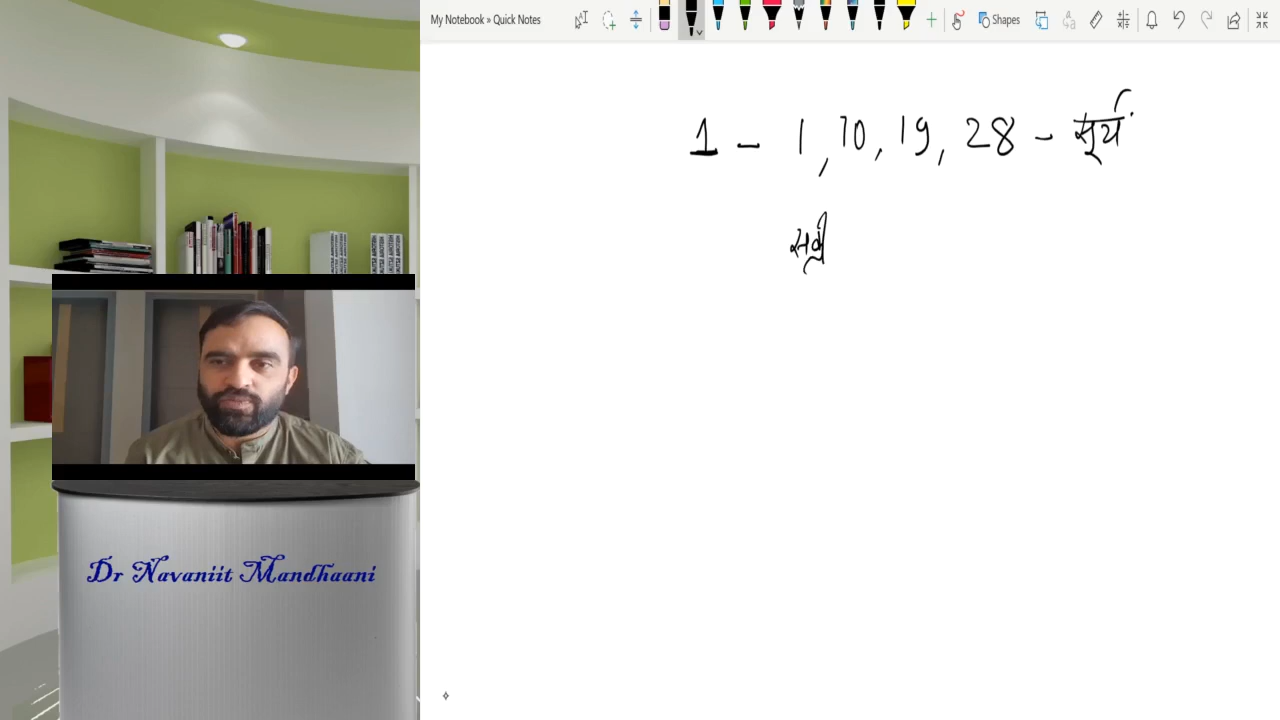 My Notebook » Quick Notes
Shapes
1 - 1, 10, 19, 28 - सूर्य
Dr Navaniit Mandhaani